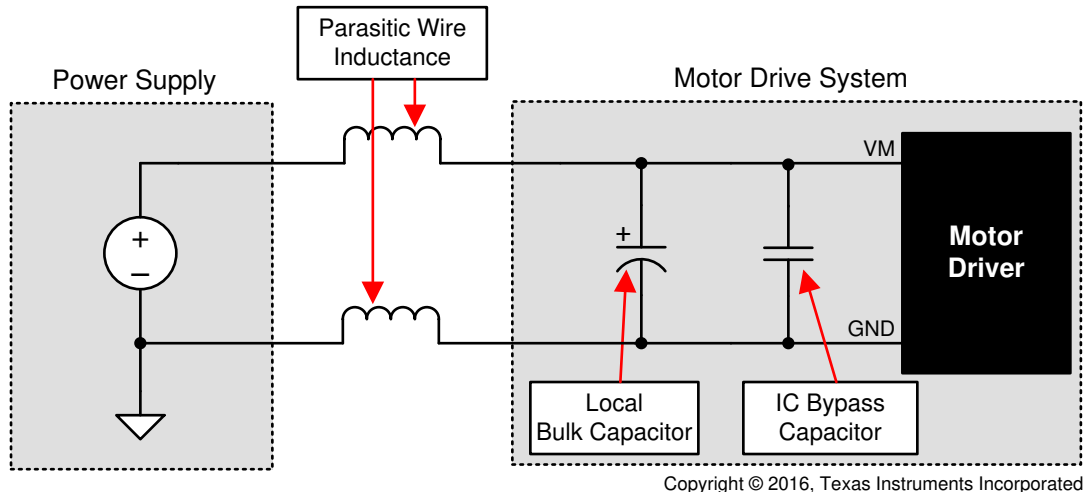 Parasitic Wire
Inductance
Power Supply
Motor Drive System
VM
+
+
–
Motor
Driver
GND
Local
Bulk Capacitor
IC Bypass
Capacitor
Copyright © 2016, Texas Instruments Incorporated